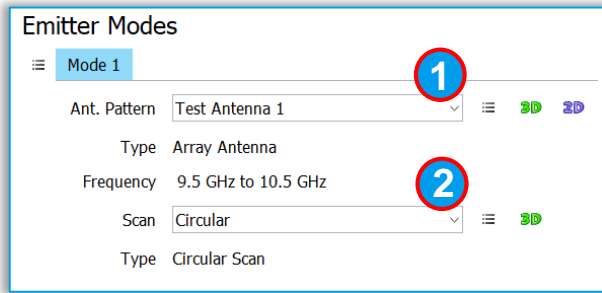 Emitter Modes
Mode 1
1
Ant. Pattern Test Antenna 1 3D 2D
Type Array Antenna
Frequency 9.5 GHz to 10.5 GHz
2
Scan Circular 3D
Type Circular Scan